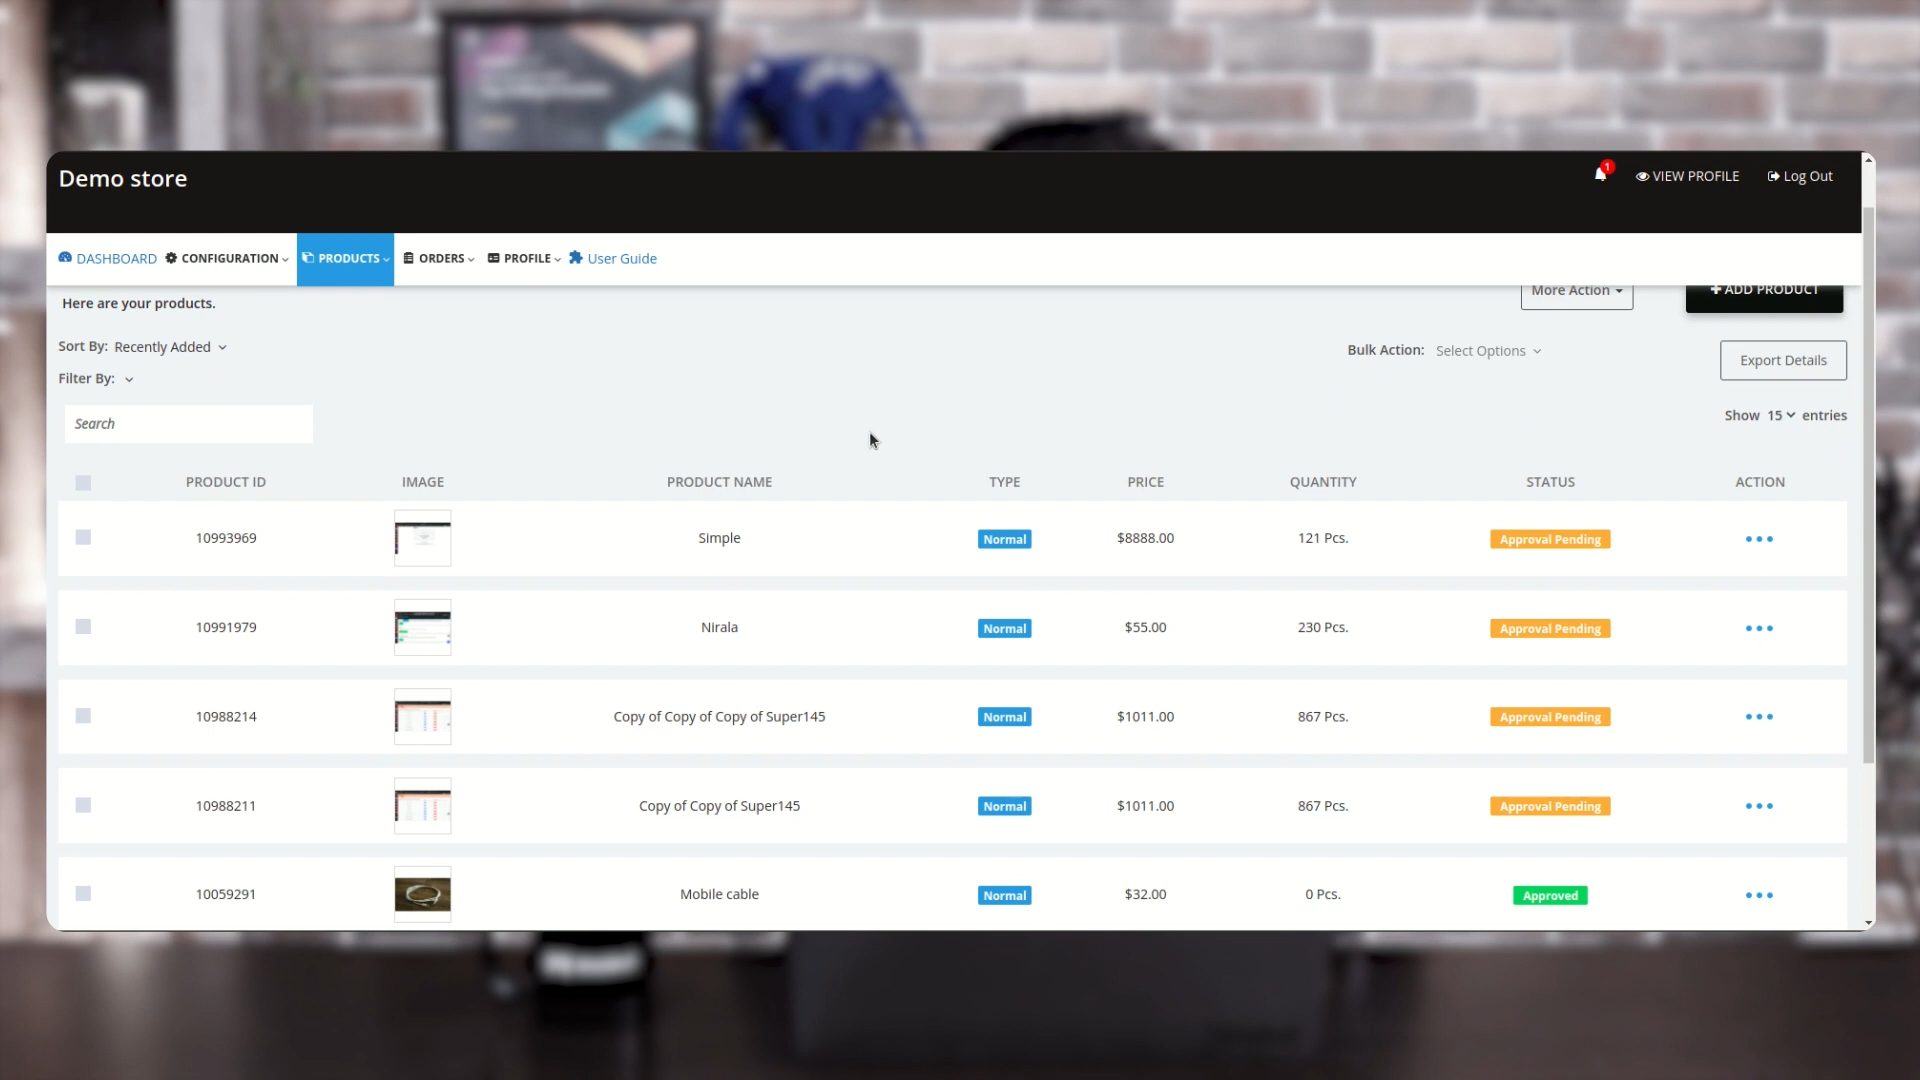 Demo store
1
VIEW PROFILE
Log Out
DASHBOARD CONFIGURATION PRODUCTS ORDERS PROFILE User Guide
Here are your products.
More Action
+ ADD PRODUCT
Sort By: Recently Added
Bulk Action: Select Options
Export Details
Filter By:
Search
Show 15 entries
PRODUCT ID IMAGE PRODUCT NAME TYPE PRICE QUANTITY STATUS ACTION
10993969 Simple Normal $8888.00 121 Pcs. Approval Pending
10991979 Nirala Normal $55.00 230 Pcs. Approval Pending
10988214 Copy of Copy of Copy of Super145 Normal $1011.00 867 Pcs. Approval Pending
10988211 Copy of Copy of Super145 Normal $1011.00 867 Pcs. Approval Pending
10059291 Mobile cable Normal $32.00 0 Pcs. Approved